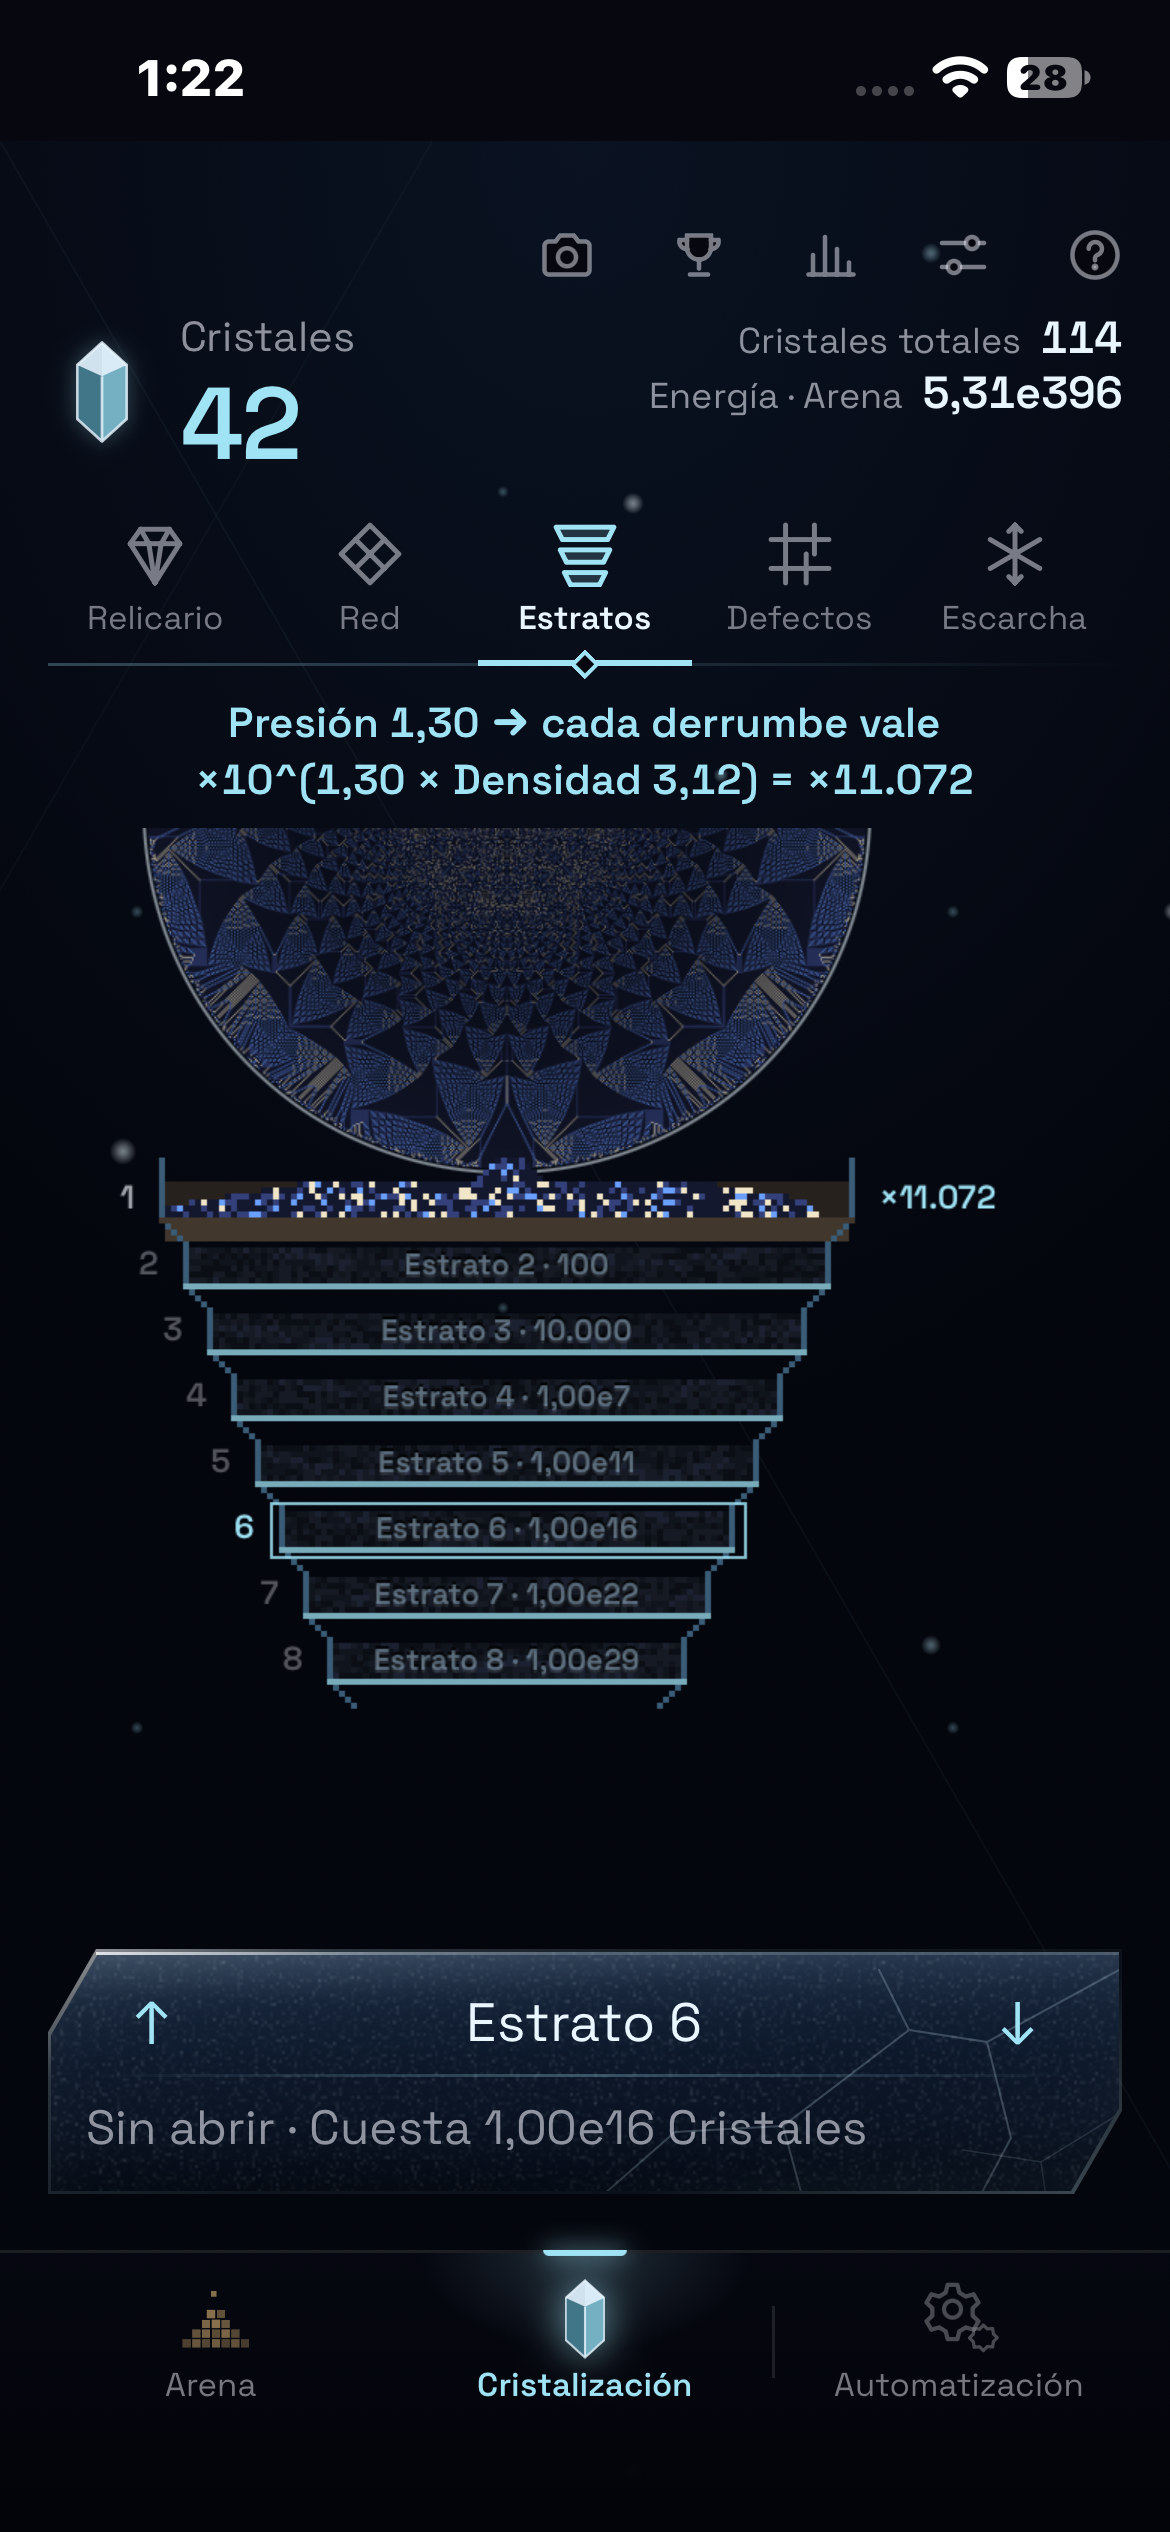 1:22
28
Cristales
42
Cristales totales 114
Energía · Arena 5,31e396
Relicario
Red
Estratos
Defectos
Escarcha
Presión 1,30 → cada derrumbe vale
×10^(1,30 × Densidad 3,12) = ×11.072
1
×11.072
2
Estrato 2 · 100
3
Estrato 3 · 10.000
4
Estrato 4 · 1,00e7
5
Estrato 5 · 1,00e11
6
Estrato 6 · 1,00e16
7
Estrato 7 · 1,00e22
8
Estrato 8 · 1,00e29
↑ Estrato 6 ↓
Sin abrir · Cuesta 1,00e16 Cristales
Arena
Cristalización
Automatización